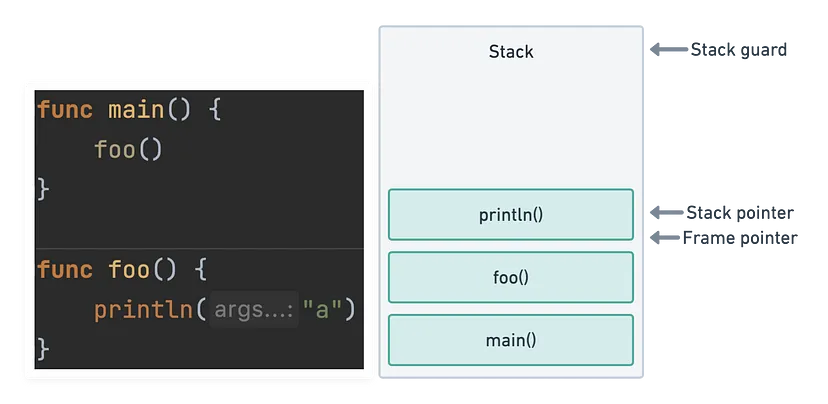 func main() {
foo()
}
func foo() {
println( args...: "a")
}
Stack
println()
foo()
main()
Stack guard
Stack pointer
Frame pointer